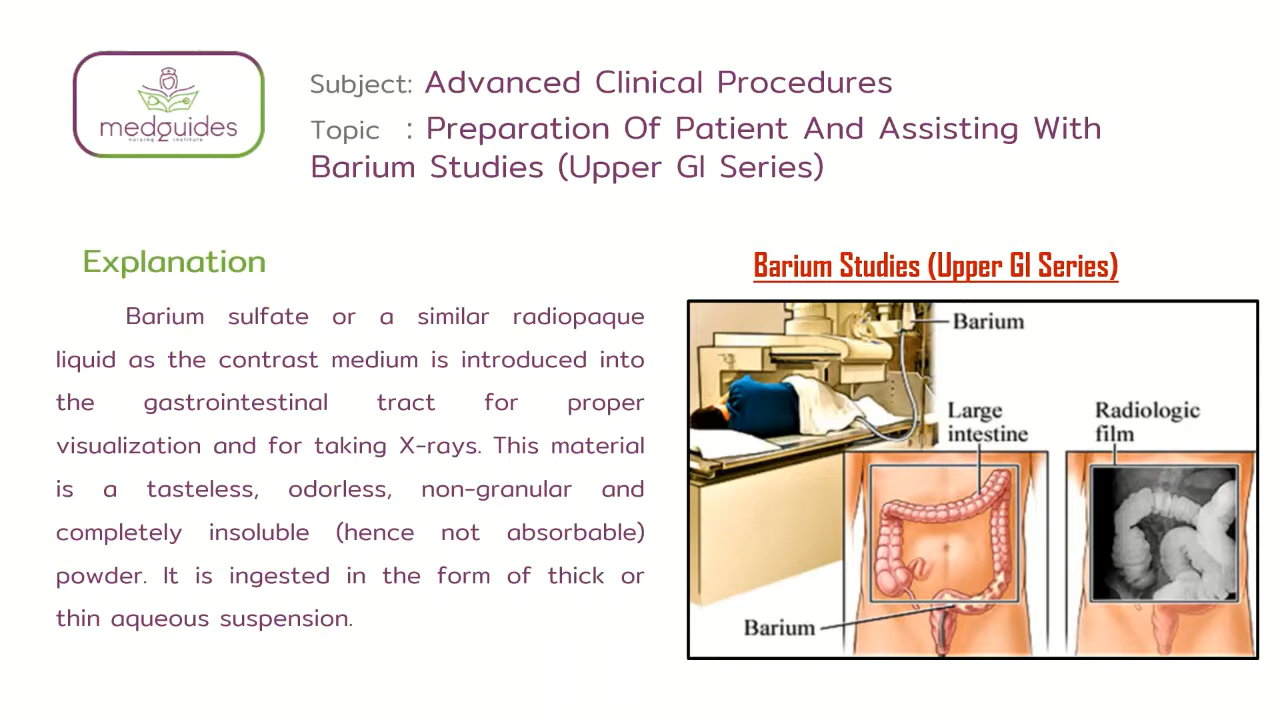 medguides
nursing institute
Subject: Advanced Clinical Procedures
Topic : Preparation Of Patient And Assisting With
Barium Studies (Upper GI Series)
Explanation
Barium sulfate or a similar radiopaque
liquid as the contrast medium is introduced into
the gastrointestinal tract for proper
visualization and for taking X-rays. This material
is a tasteless, odorless, non-granular and
completely insoluble (hence not absorbable)
powder. It is ingested in the form of thick or
thin aqueous suspension.
Barium Studies (Upper GI Series)
Barium
Large
intestine
Radiologic
film
Barium